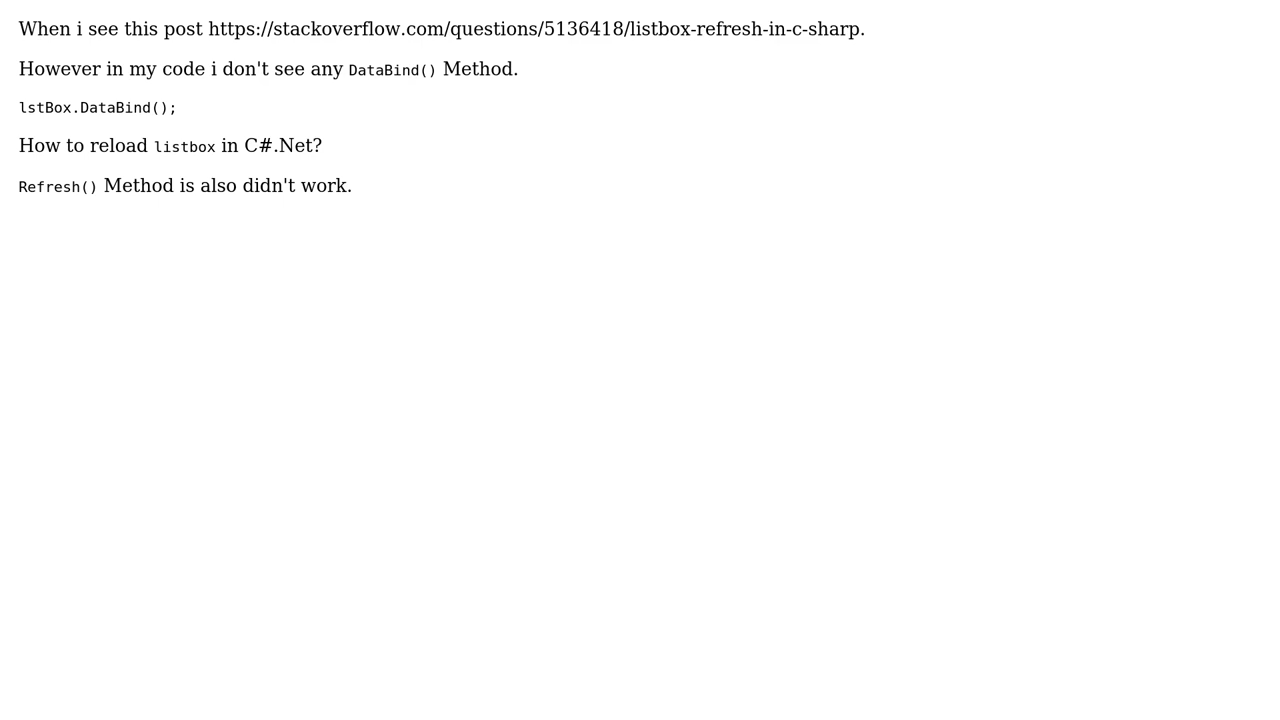 When i see this post https://stackoverflow.com/questions/5136418/listbox-refresh-in-c-sharp.
However in my code i don't see any DataBind() Method.
lstBox.DataBind();
How to reload listbox in C#.Net?
Refresh() Method is also didn't work.